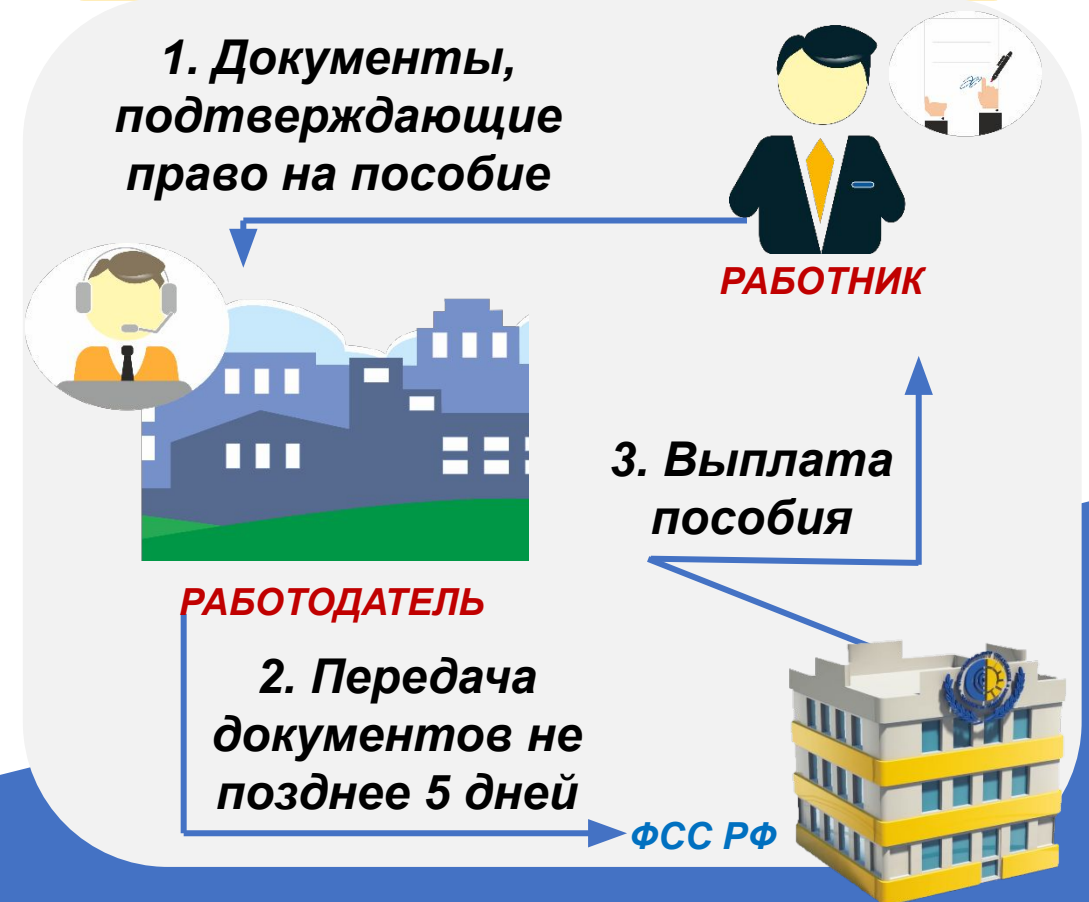 1. Документы,
подтверждающие
право на пособие
РАБОТНИК
3. Выплата
пособия
РАБОТОДАТЕЛЬ
2. Передача
документов не
позднее 5 дней
ФСС РФ